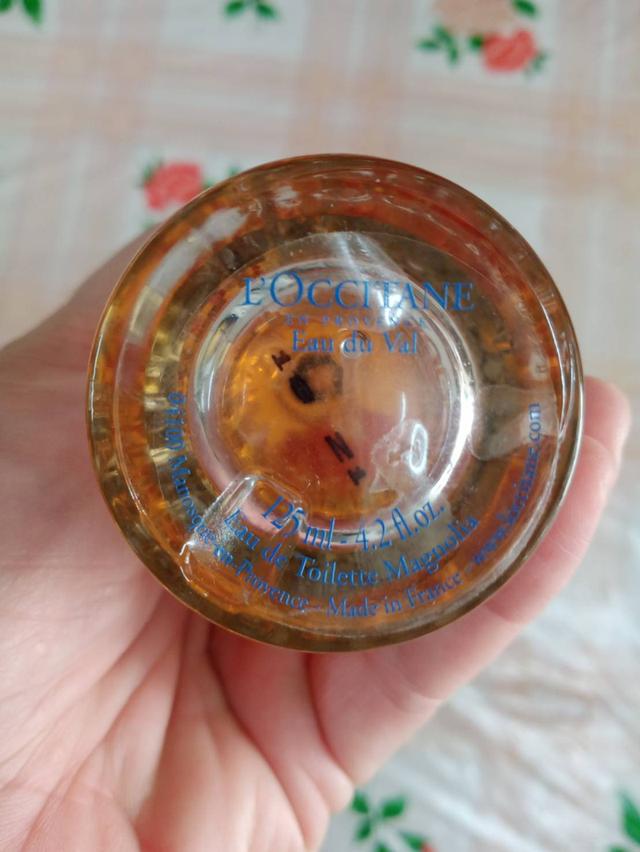 L'OCCITANE
EN PROVENCE
Eau du Val
125 ml - 4.2 fl.oz.
Eau de Toilette Magnolia
04100 Manosque-en-Provence - Made in France - www.loccitane.com